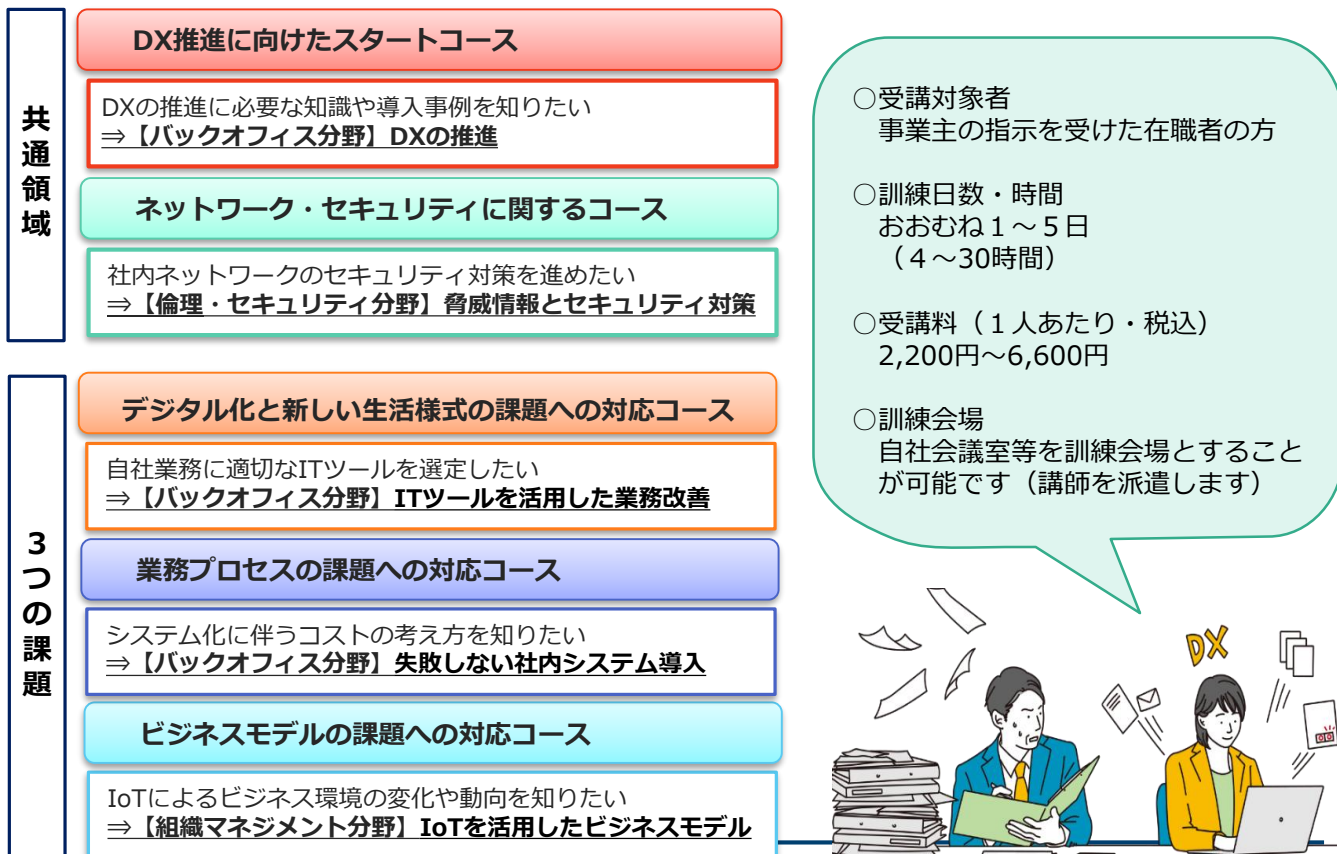 共通領域
DX推進に向けたスタートコース
DXの推進に必要な知識や導入事例を知りたい
⇒【バックオフィス分野】DXの推進
ネットワーク・セキュリティに関するコース
社内ネットワークのセキュリティ対策を進めたい
⇒【倫理・セキュリティ分野】脅威情報とセキュリティ対策
3つの課題
デジタル化と新しい生活様式の課題への対応コース
自社業務に適切なITツールを選定したい
⇒【バックオフィス分野】ITツールを活用した業務改善
業務プロセスの課題への対応コース
システム化に伴うコストの考え方を知りたい
⇒【バックオフィス分野】失敗しない社内システム導入
ビジネスモデルの課題への対応コース
IoTによるビジネス環境の変化や動向を知りたい
⇒【組織マネジメント分野】IoTを活用したビジネスモデル
○受講対象者
事業主の指示を受けた在職者の方
○訓練日数・時間
おおむね１～５日
（４～30時間）
○受講料（１人あたり・税込）
2,200円～6,600円
○訓練会場
自社会議室等を訓練会場とすること
が可能です（講師を派遣します）
DX